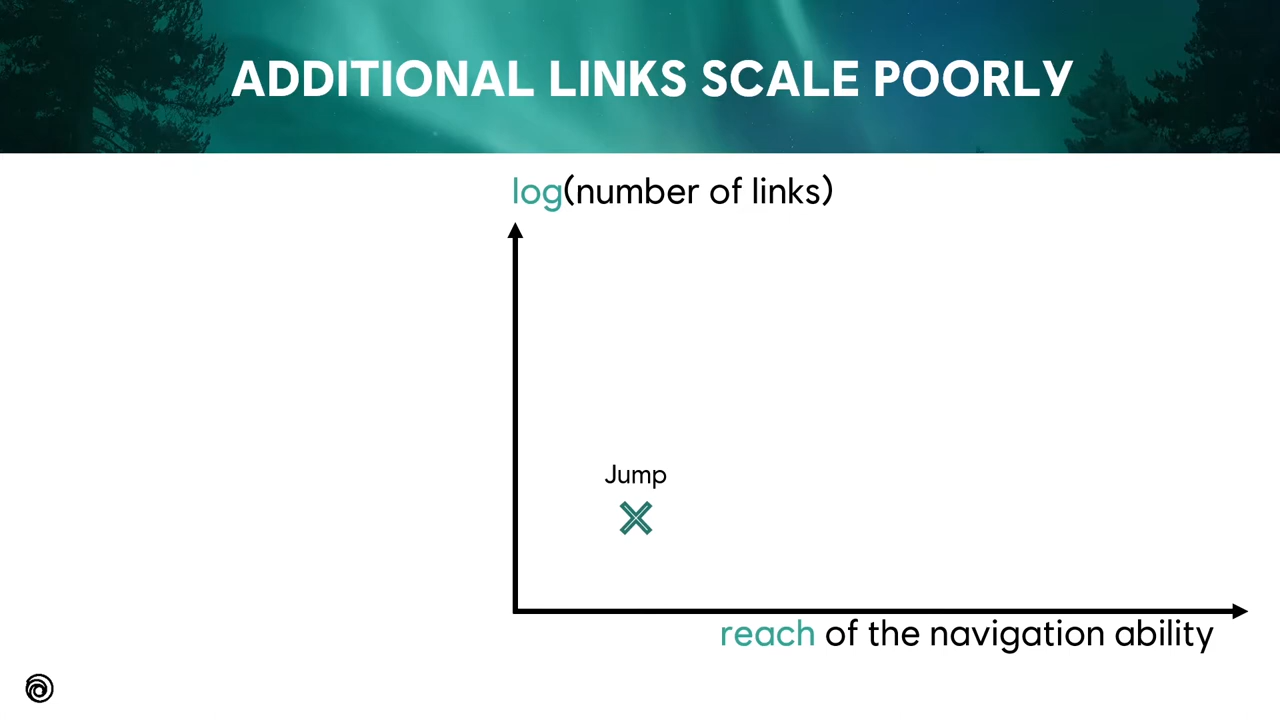 ADDITIONAL LINKS SCALE POORLY
log(number of links)
Jump
reach of the navigation ability